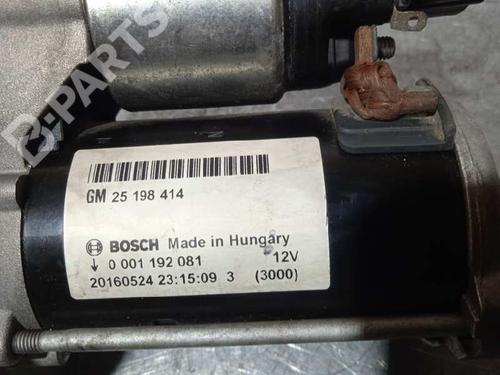 B-PARTS
GM 25 198 414
BOSCH Made in Hungary
0 001 192 081 12V
20160524 23:15:09 3 (3000)